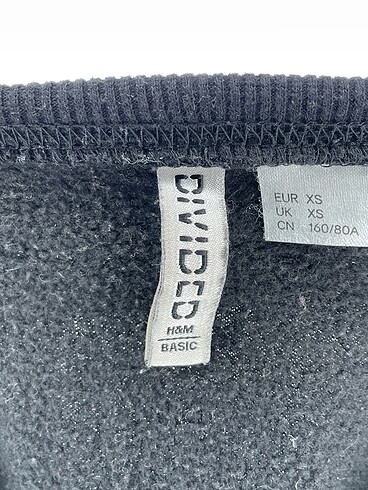 DIVIDED
H&M
BASIC
EUR XS
UK XS
CN 160/80A